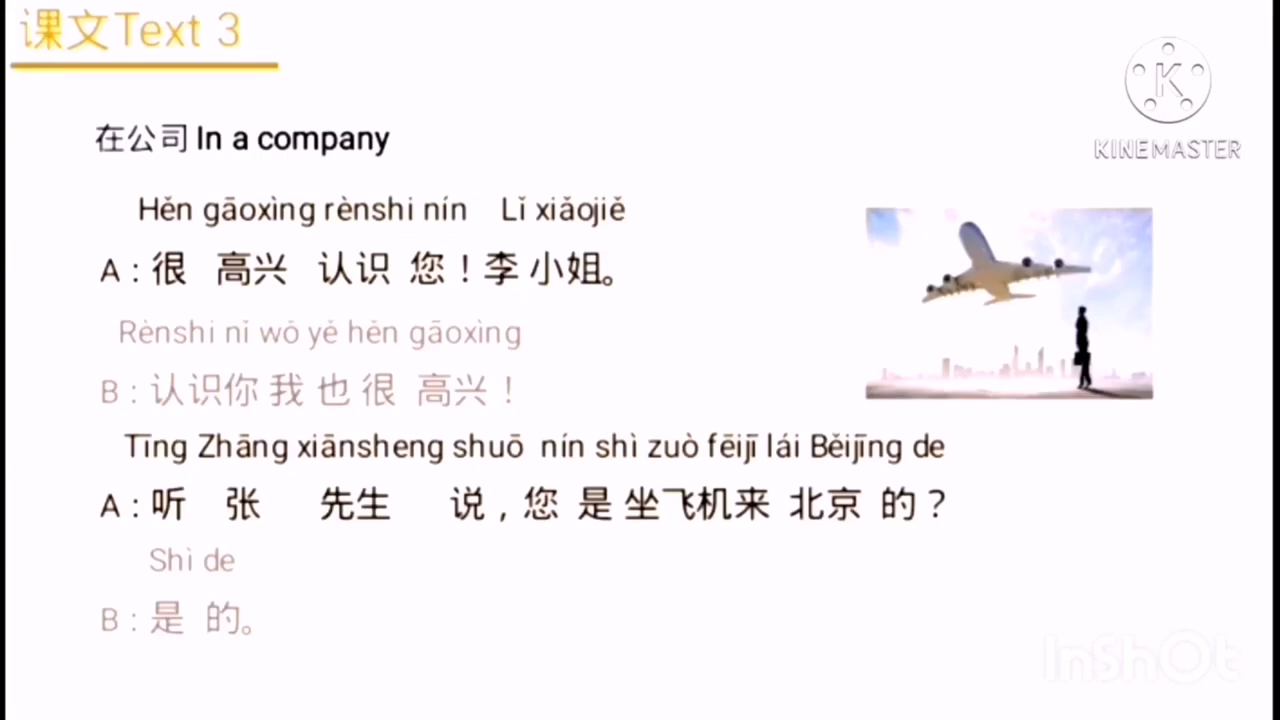 课文Text 3
KINEMASTER
在公司 In a company
Hěn gāoxìng rènshi nín Lǐ xiǎojiě
A：很 高兴 认识 您！李 小姐。
Rènshi nǐ wǒ yě hěn gāoxìng
B：认识你 我 也 很 高兴！
Tīng Zhāng xiānsheng shuō nín shì zuò fēijī lái Běijīng de
A：听 张 先生 说，您 是 坐飞机来 北京 的？
Shì de
B：是 的。
InShOt